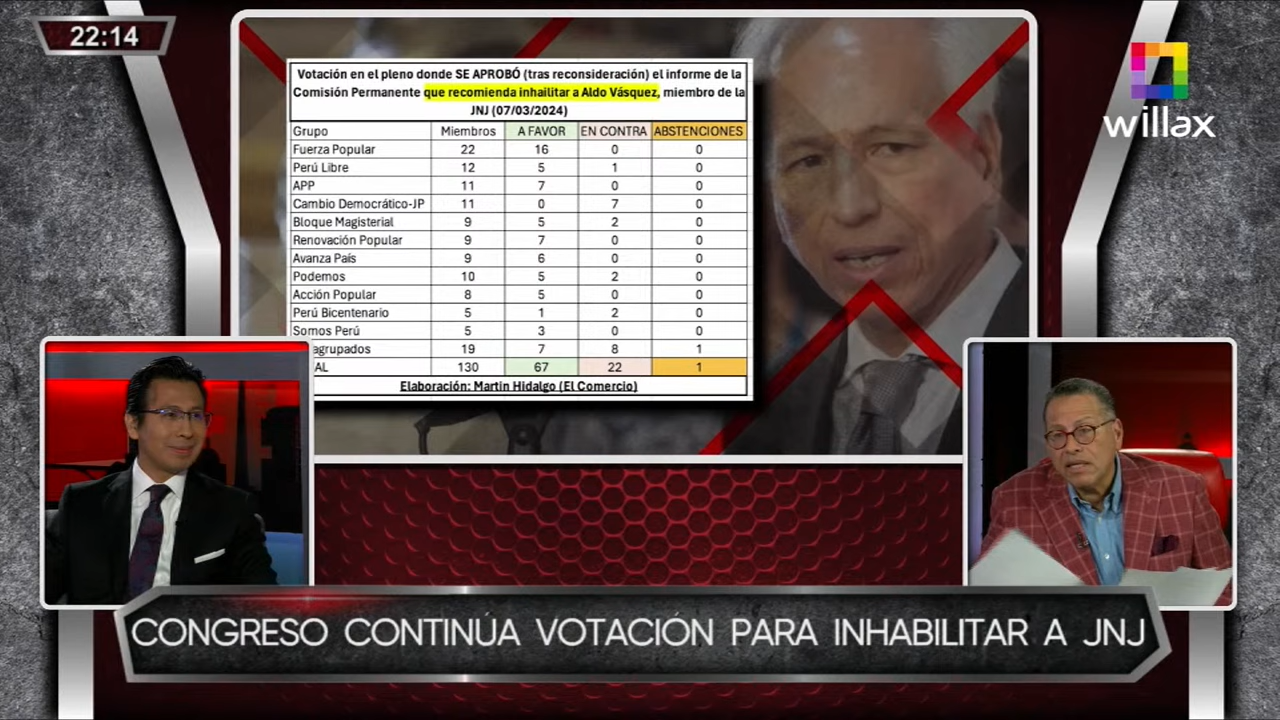 22:14
willax
Votación en el pleno donde SE APROBÓ (tras reconsideración) el informe de la
Comisión Permanente que recomienda inhailitar a Aldo Vásquez, miembro de la
JNJ (07/03/2024)
Grupo Miembros A FAVOR EN CONTRA ABSTENCIONES
Fuerza Popular 22 16 0 0
Perú Libre 12 5 1 0
APP 11 7 0 0
Cambio Democrático-JP 11 0 7 0
Bloque Magisterial 9 5 2 0
Renovación Popular 9 7 0 0
Avanza País 9 6 0 0
Podemos 10 5 2 0
Acción Popular 8 5 0 0
Perú Bicentenario 5 1 2 0
Somos Perú 5 3 0 0
agrupados 19 7 8 1
AL 130 67 22 1
Elaboración: Martin Hidalgo (El Comercio)
CONGRESO CONTINÚA VOTACIÓN PARA INHABILITAR A JNJ